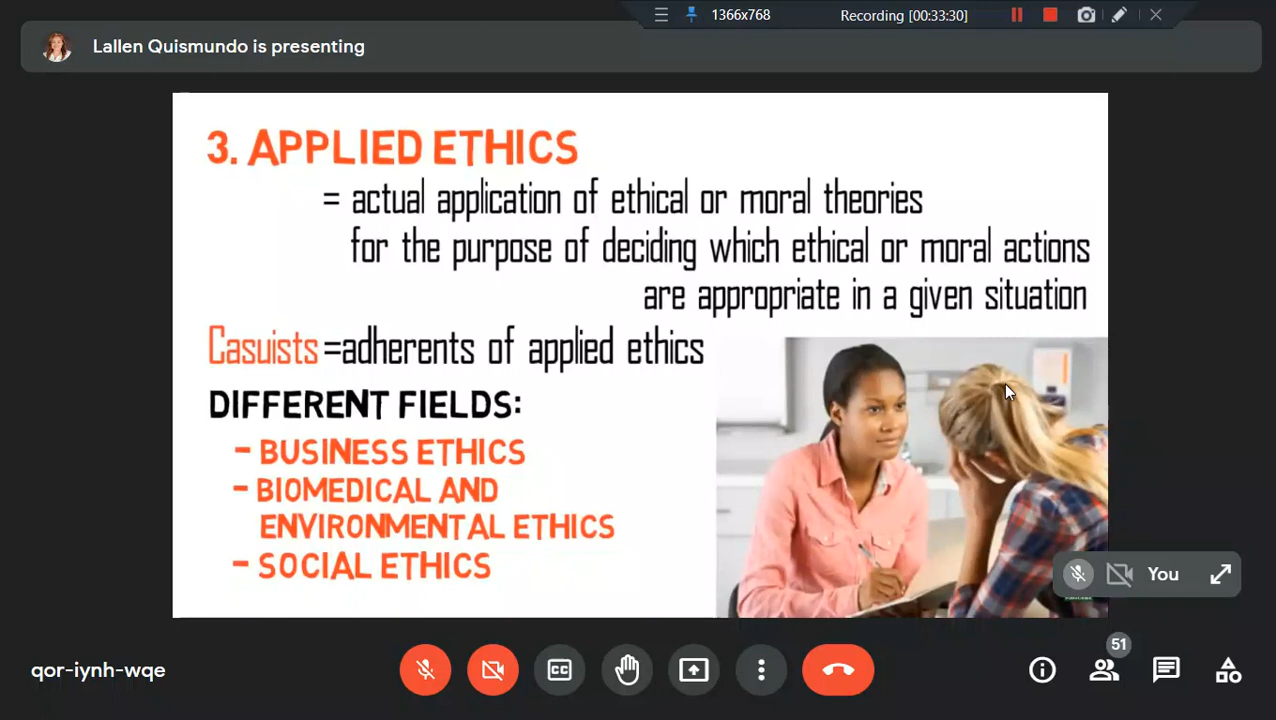 1366x768
Recording [00:33:30]
Lallen Quismundo is presenting
3. APPLIED ETHICS
= actual application of ethical or moral theories
for the purpose of deciding which ethical or moral actions
are appropriate in a given situation
Casuists =adherents of applied ethics
DIFFERENT FIELDS:
- BUSINESS ETHICS
- BIOMEDICAL AND
ENVIRONMENTAL ETHICS
- SOCIAL ETHICS
You
qor-iynh-wqe
CC
51